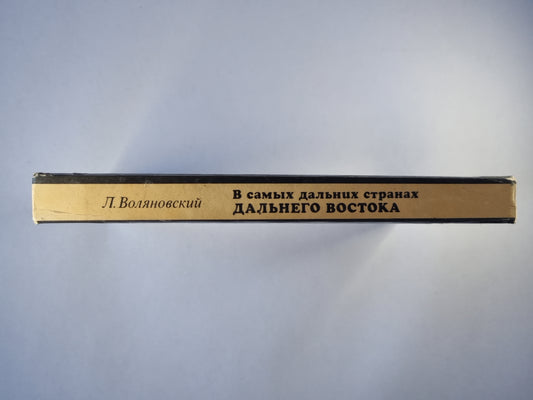 Л. Воляновский
В самых дальних странах
ДАЛЬНЕГО ВОСТОКА